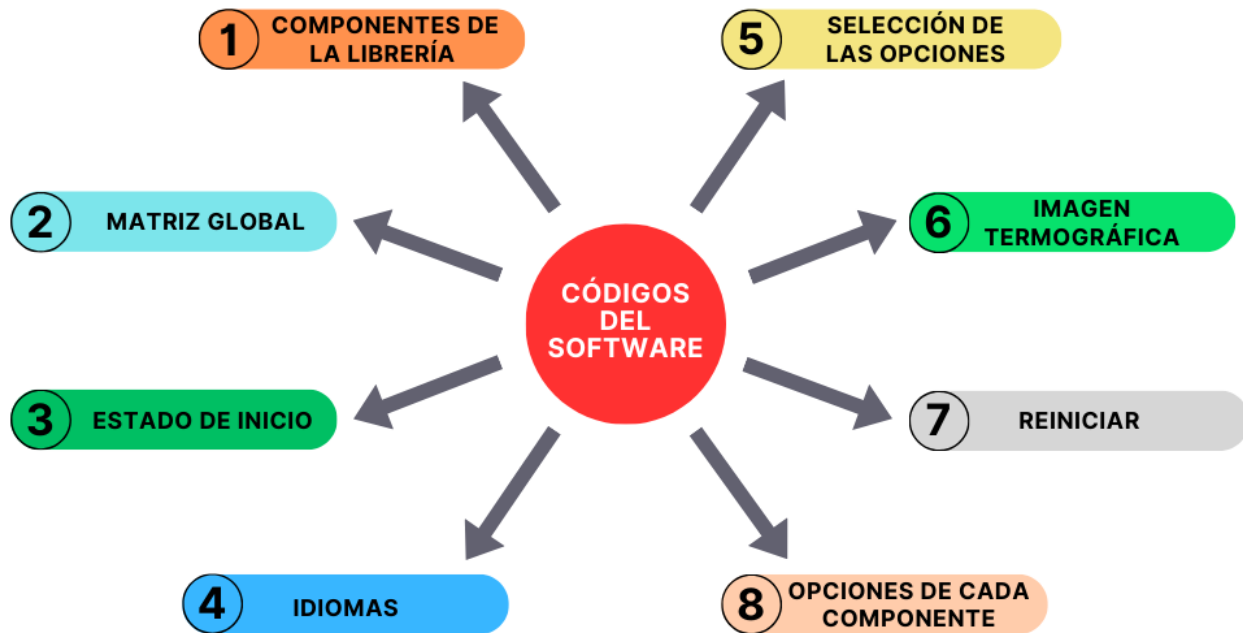 1
COMPONENTES DE
LA LIBRERÍA
2
MATRIZ GLOBAL
3
ESTADO DE INICIO
4
IDIOMAS
CÓDIGOS
DEL
SOFTWARE
5
SELECCIÓN DE
LAS OPCIONES
6
IMAGEN
TERMOGRÁFICA
7
REINICIAR
8
OPCIONES DE CADA
COMPONENTE